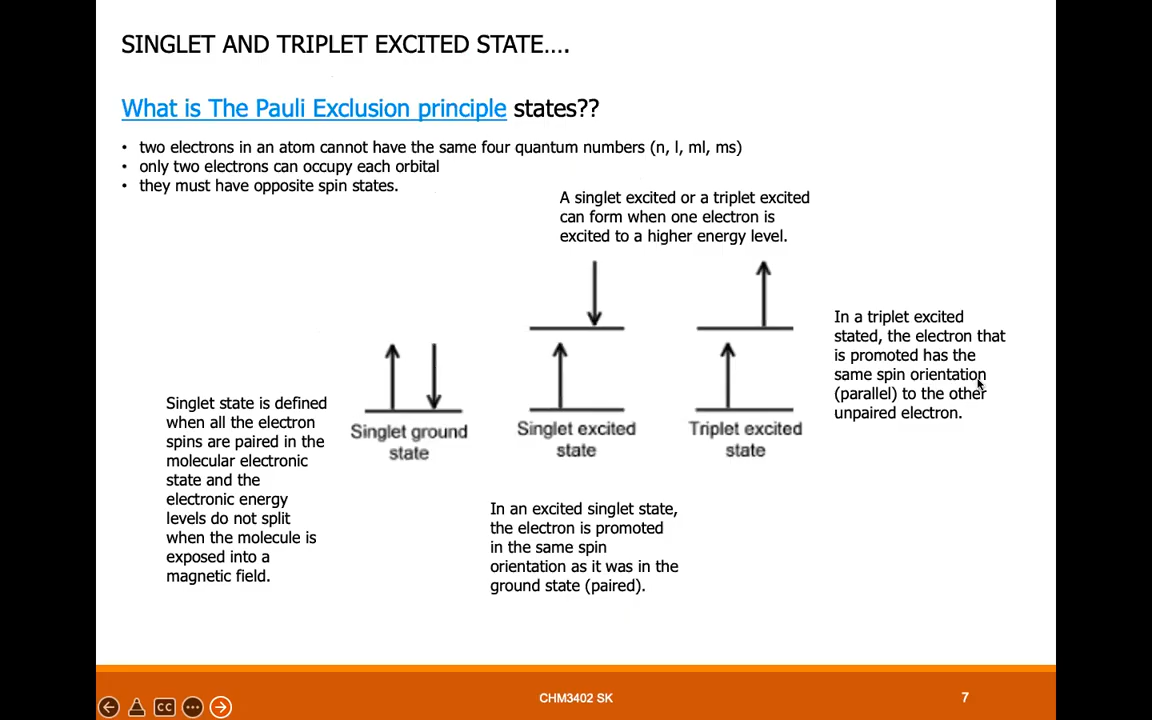 SINGLET AND TRIPLET EXCITED STATE....
What is The Pauli Exclusion principle states??
• two electrons in an atom cannot have the same four quantum numbers (n, l, ml, ms)
• only two electrons can occupy each orbital
• they must have opposite spin states.
A singlet excited or a triplet excited
can form when one electron is
excited to a higher energy level.
In a triplet excited
stated, the electron that
is promoted has the
same spin orientation
(parallel) to the other
unpaired electron.
Singlet state is defined
when all the electron
spins are paired in the
molecular electronic
state and the
electronic energy
levels do not split
when the molecule is
exposed into a
magnetic field.
Singlet ground
state
Singlet excited
state
Triplet excited
state
In an excited singlet state,
the electron is promoted
in the same spin
orientation as it was in the
ground state (paired).
CC
CHM3402 SK
7